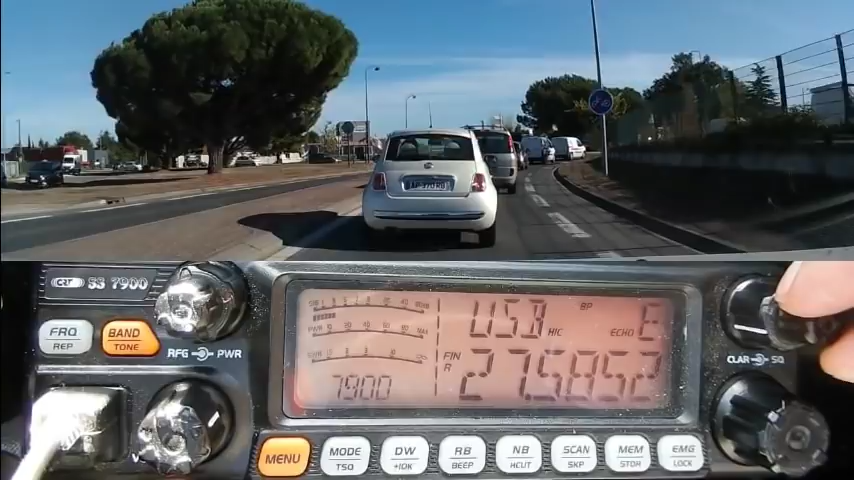 CRT SS 7900
FRQ
REP
BAND
TONE
RFG PWR
USB HIC BP ECHO E
FIN
R
27.5852
7900
CLAR SQ
MENU
MODE
TSQ
DW
+10K
RB
BEEP
NB
HCUT
SCAN
SKP
MEM
STOR
EMG
LOCK